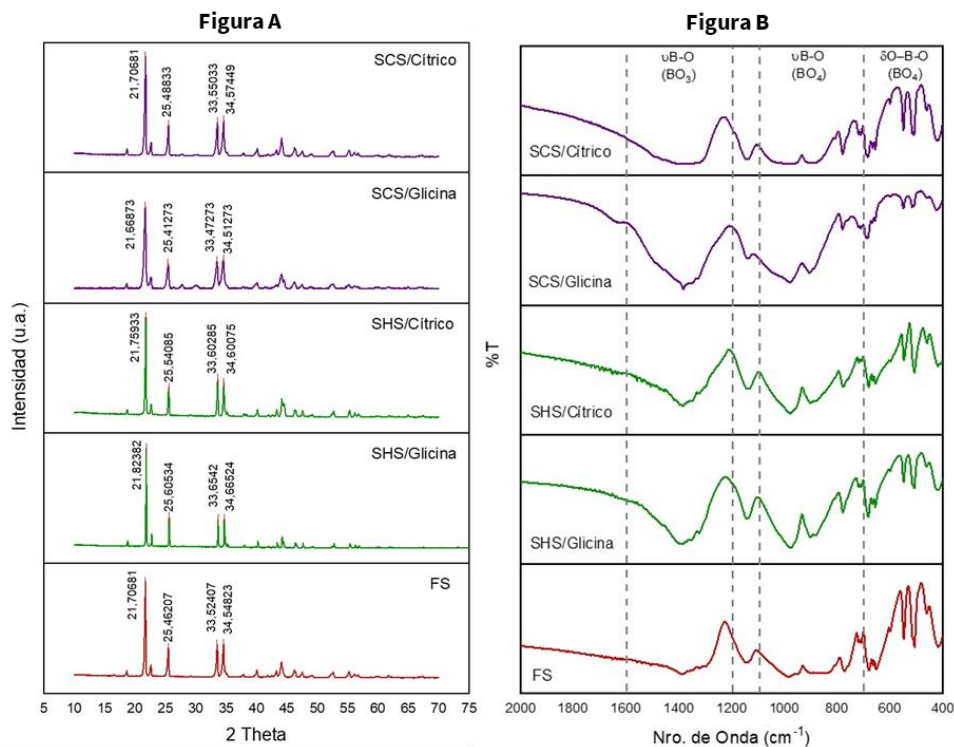 Figura A
SCS/Cítrico
21,70681
25,48833
33,55033
34,57449
SCS/Glicina
21,66873
25,41273
33,47273
34,51273
SHS/Cítrico
21,75933
25,54085
33,60285
34,60075
SHS/Glicina
21,82382
25,60534
33,6542
34,66524
FS
21,70681
25,46207
33,52407
34,54823
Intensidad (u.a.)
5 10 15 20 25 30 35 40 45 50 55 60 65 70 75
2 Theta
Figura B
υB-O
(BO₃)
υB-O
(BO₄)
δO–B-O
(BO₄)
SCS/Cítrico
SCS/Glicina
SHS/Cítrico
SHS/Glicina
FS
%T
2000 1600 1400 1200 1000 800 600 400
Nro. de Onda (cm⁻¹)